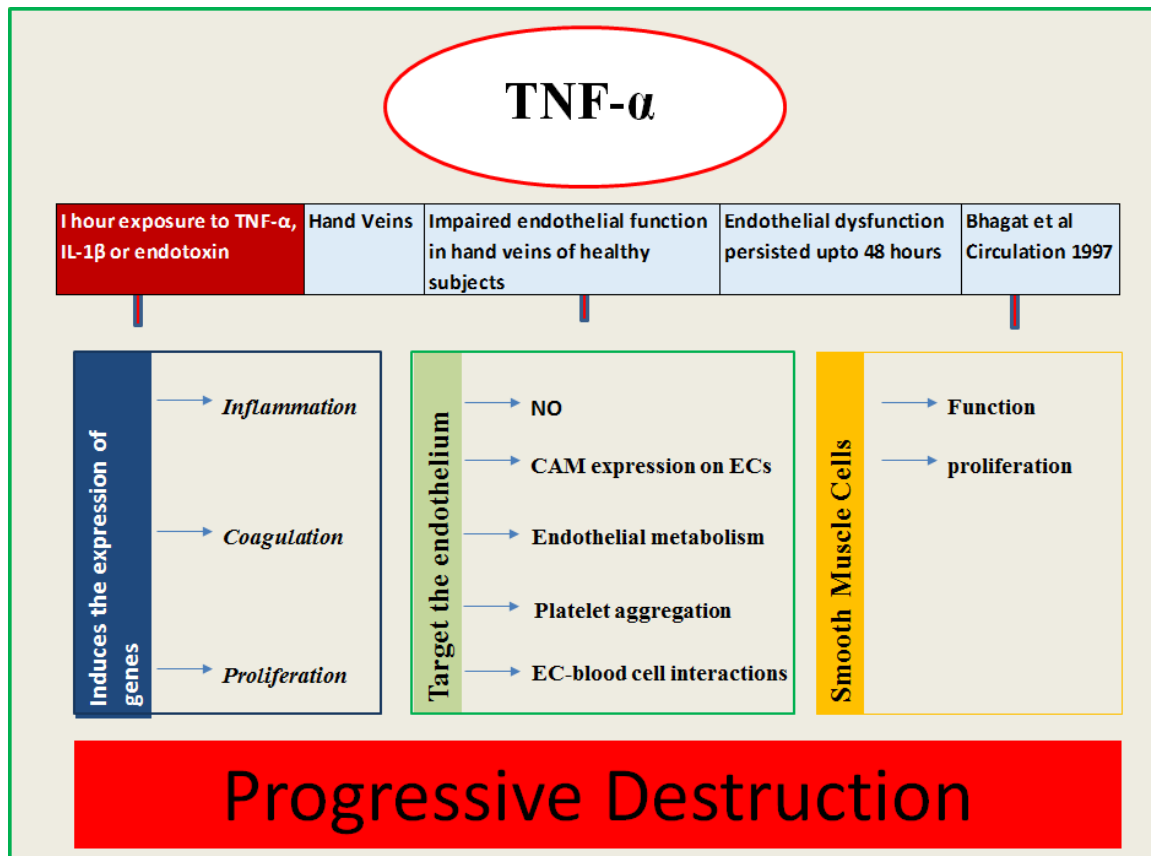 TNF-α
I hour exposure to TNF-α,
IL-1β or endotoxin
Hand Veins
Impaired endothelial function
in hand veins of healthy
subjects
Endothelial dysfunction
persisted upto 48 hours
Bhagat et al
Circulation 1997
Induces the expression of
genes
Inflammation
Coagulation
Proliferation
Target the endothelium
NO
CAM expression on ECs
Endothelial metabolism
Platelet aggregation
EC-blood cell interactions
Smooth Muscle Cells
Function
proliferation
Progressive Destruction